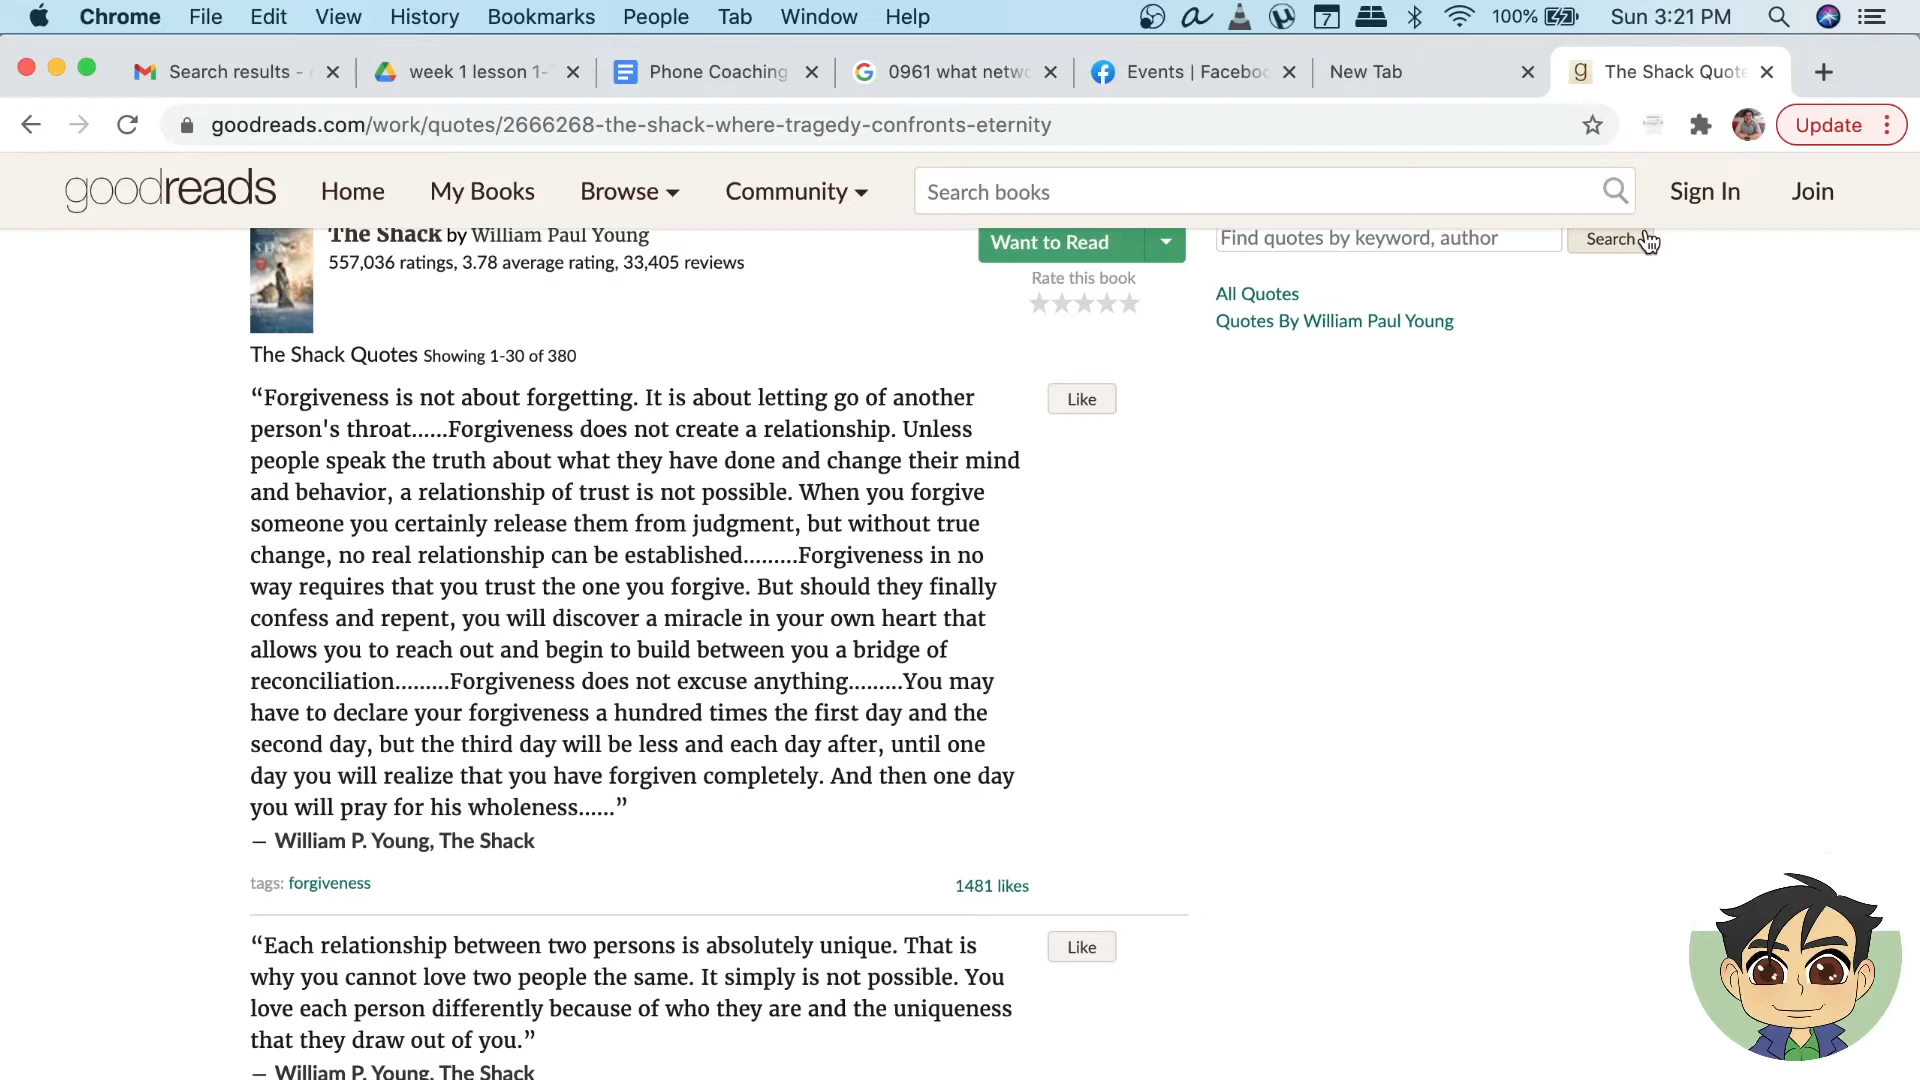 Chrome File Edit View History Bookmarks People Tab Window Help 7 100% Sun 3:21 PM
Search results - week 1 lesson 1- Phone Coaching 0961 what netwo Events | Faceboo New Tab g The Shack Quote
goodreads.com/work/quotes/2666268-the-shack-where-tragedy-confronts-eternity Update
goodreads Home My Books Browse Community Search books Sign In Join
The Shack by William Paul Young Want to Read Find quotes by keyword, author Search
557,036 ratings, 3.78 average rating, 33,405 reviews
Rate this book
All Quotes
Quotes By William Paul Young
The Shack Quotes Showing 1-30 of 380
“Forgiveness is not about forgetting. It is about letting go of another Like
person's throat......Forgiveness does not create a relationship. Unless
people speak the truth about what they have done and change their mind
and behavior, a relationship of trust is not possible. When you forgive
someone you certainly release them from judgment, but without true
change, no real relationship can be established.........Forgiveness in no
way requires that you trust the one you forgive. But should they finally
confess and repent, you will discover a miracle in your own heart that
allows you to reach out and begin to build between you a bridge of
reconciliation.........Forgiveness does not excuse anything.........You may
have to declare your forgiveness a hundred times the first day and the
second day, but the third day will be less and each day after, until one
day you will realize that you have forgiven completely. And then one day
you will pray for his wholeness......”
— William P. Young, The Shack
tags: forgiveness 1481 likes
“Each relationship between two persons is absolutely unique. That is Like
why you cannot love two people the same. It simply is not possible. You
love each person differently because of who they are and the uniqueness
that they draw out of you.”
— William P. Young, The Shack